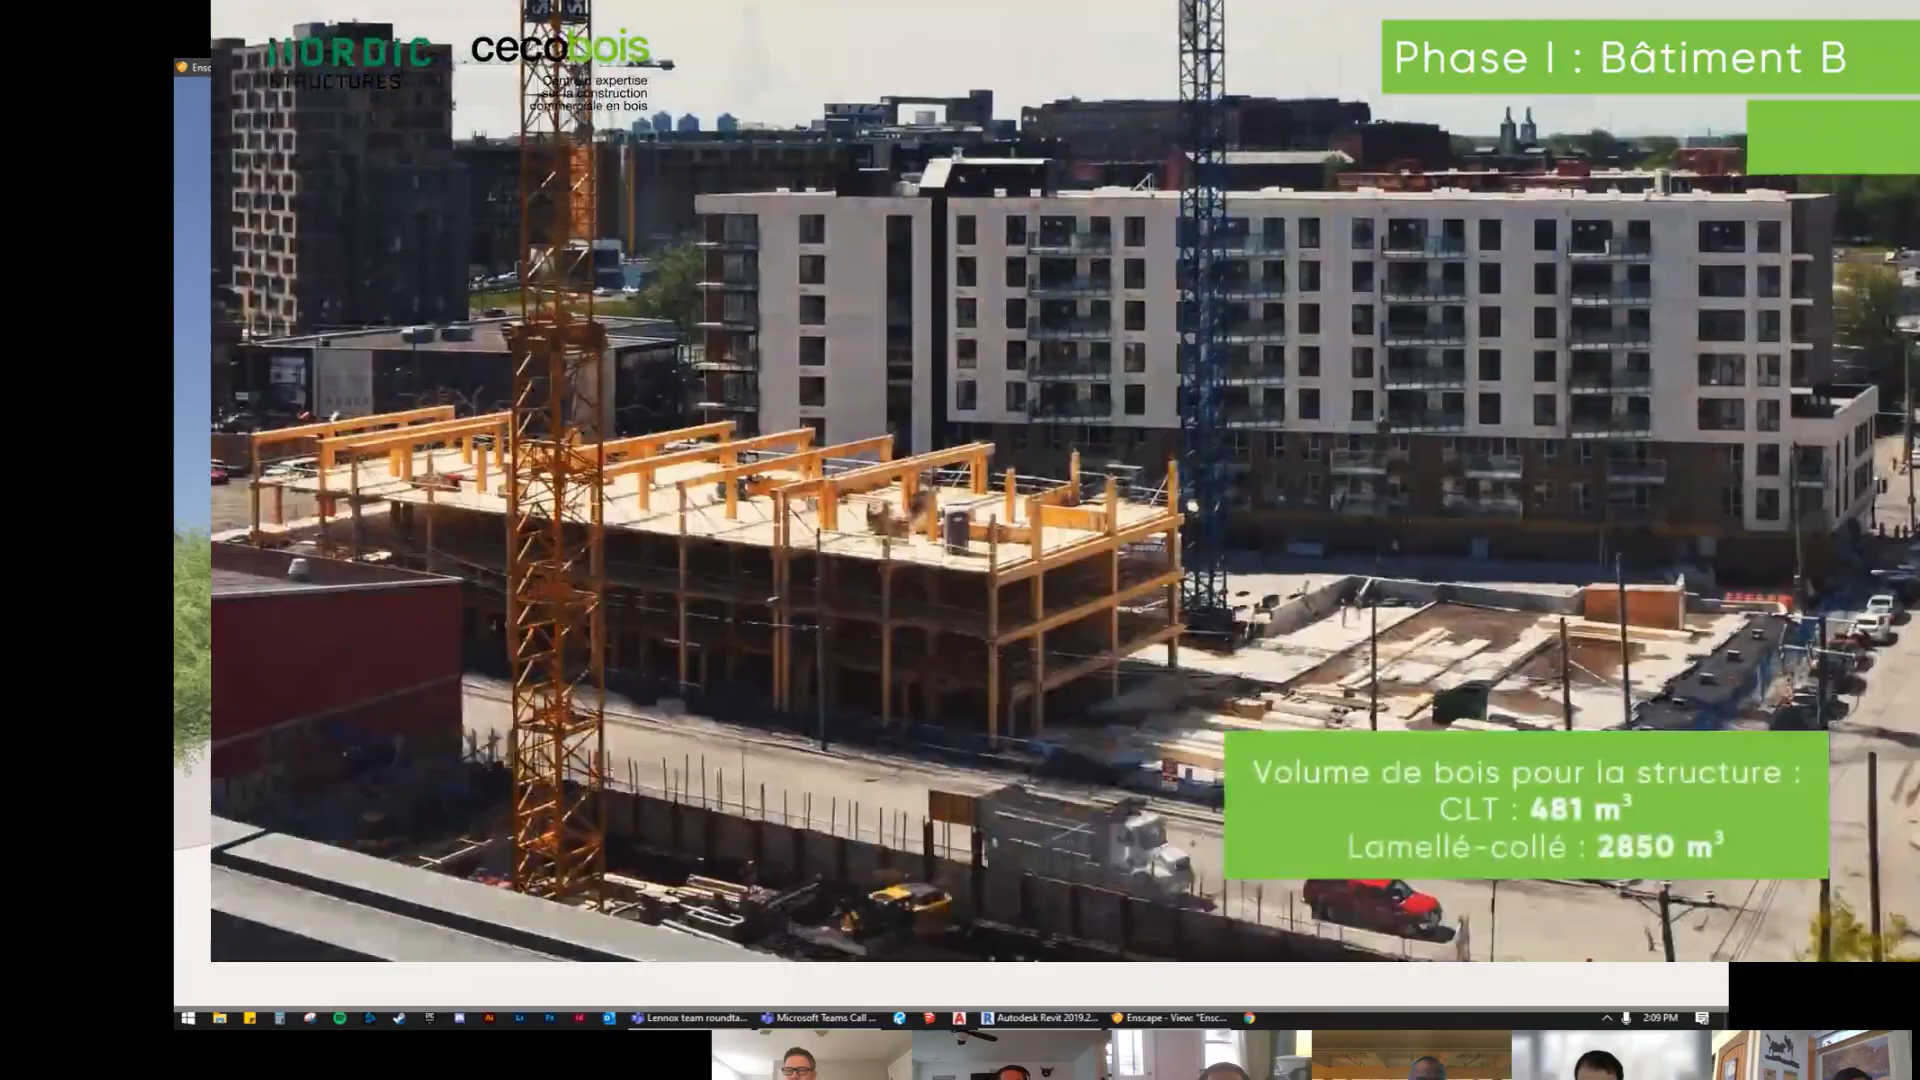 NORDIC
STRUCTURES
cecobois
Centre d'expertise
sur la construction
commerciale en bois
Phase I : Bâtiment B
Ensc
Volume de bois pour la structure :
CLT : 481 m³
Lamellé-collé : 2850 m³
Lennox team roundta...
Microsoft Teams Call ...
Autodesk Revit 2019.2...
Enscape - View: "Ensc...
2:09 PM